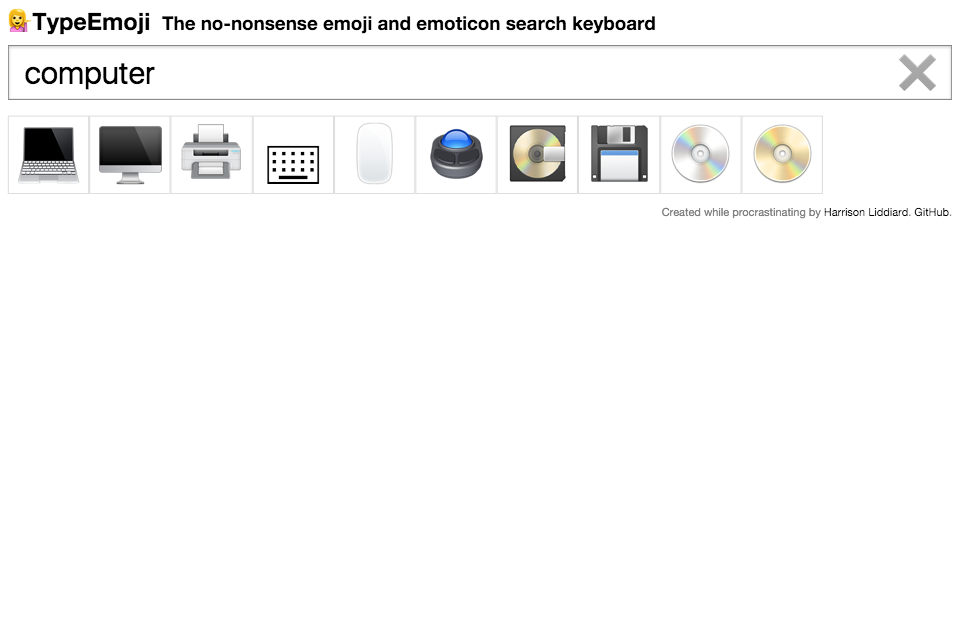 TypeEmoji The no-nonsense emoji and emoticon search keyboard
computer
Created while procrastinating by Harrison Liddiard. GitHub.